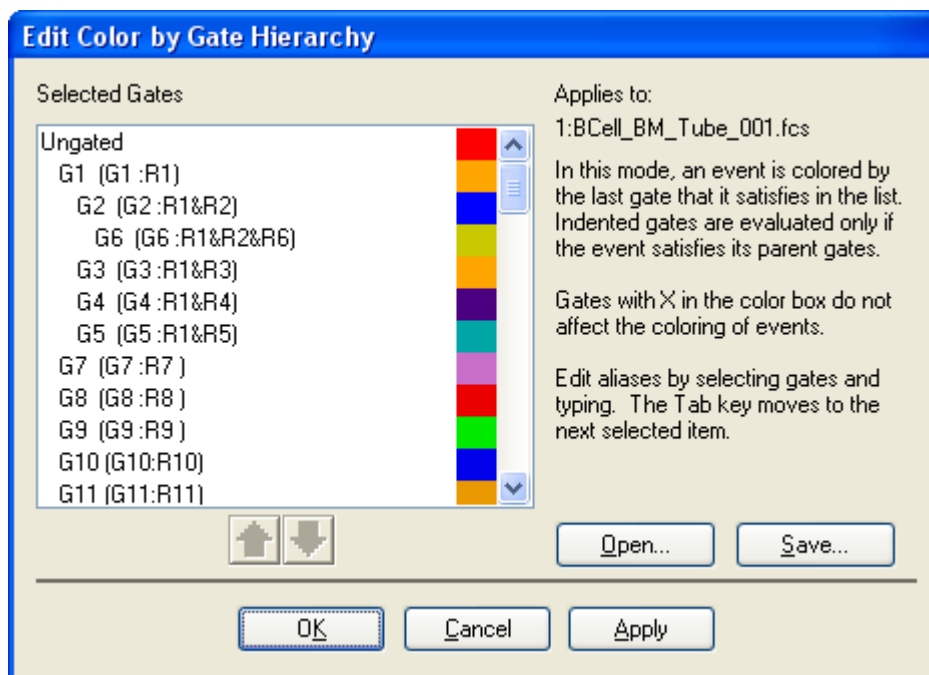 Edit Color by Gate Hierarchy
Selected Gates
Ungated
G1 (G1 :R1)
G2 (G2 :R1&R2)
G6 (G6 :R1&R2&R6)
G3 (G3 :R1&R3)
G4 (G4 :R1&R4)
G5 (G5 :R1&R5)
G7 (G7 :R7 )
G8 (G8 :R8 )
G9 (G9 :R9 )
G10 (G10:R10)
G11 (G11:R11)
Applies to:
1:BCell_BM_Tube_001.fcs
In this mode, an event is colored by
the last gate that it satisfies in the list.
Indented gates are evaluated only if
the event satisfies its parent gates.
Gates with X in the color box do not
affect the coloring of events.
Edit aliases by selecting gates and
typing. The Tab key moves to the
next selected item.
Open...
Save...
OK
Cancel
Apply